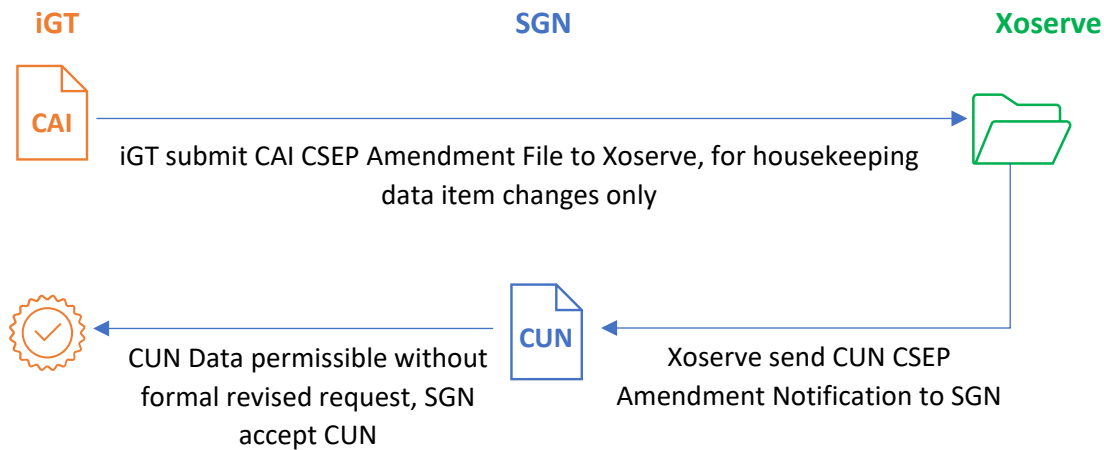 iGT
SGN
Xoserve
CAI
iGT submit CAI CSEP Amendment File to Xoserve, for housekeeping
data item changes only
CUN Data permissible without
formal revised request, SGN
accept CUN
CUN
Xoserve send CUN CSEP
Amendment Notification to SGN